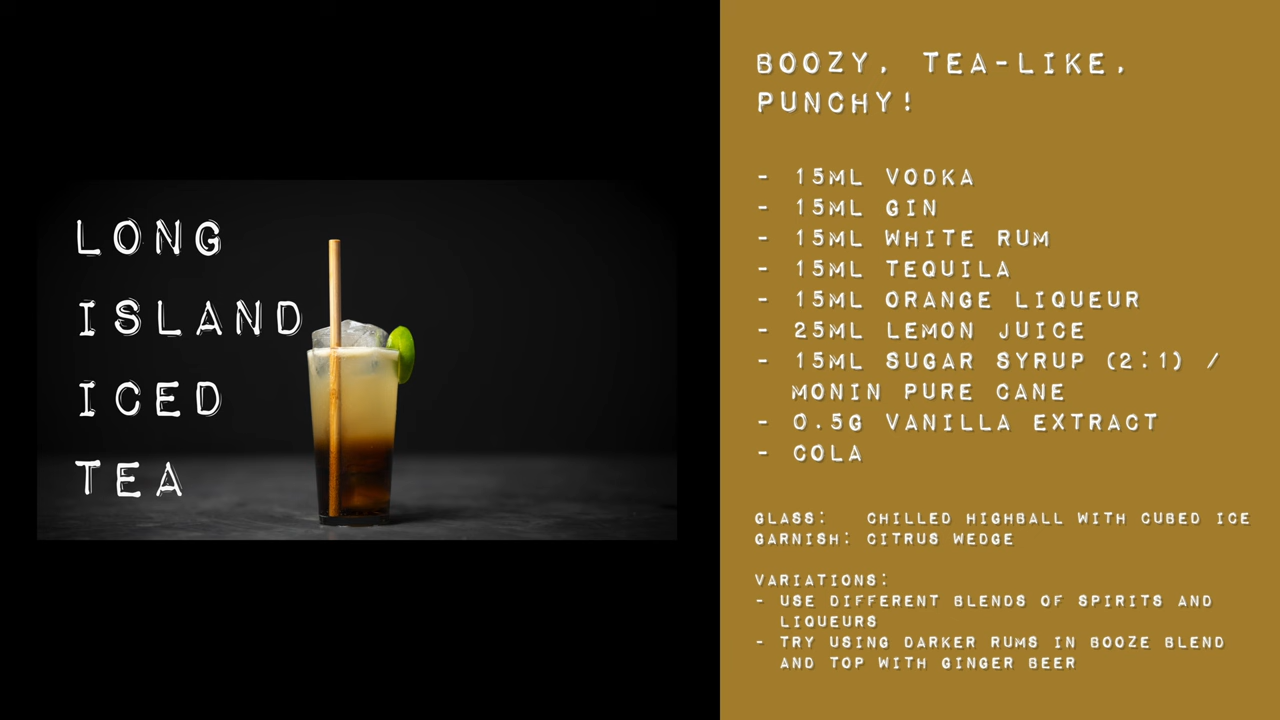 LONG
ISLAND
ICED
TEA
BOOZY, TEA-LIKE,
PUNCHY!
- 15ML VODKA
- 15ML GIN
- 15ML WHITE RUM
- 15ML TEQUILA
- 15ML ORANGE LIQUEUR
- 25ML LEMON JUICE
- 15ML SUGAR SYRUP (2:1) /
MONIN PURE CANE
- 0.5G VANILLA EXTRACT
- COLA
GLASS: CHILLED HIGHBALL WITH CUBED ICE
GARNISH: CITRUS WEDGE
VARIATIONS:
- USE DIFFERENT BLENDS OF SPIRITS AND
LIQUEURS
- TRY USING DARKER RUMS IN BOOZE BLEND
AND TOP WITH GINGER BEER